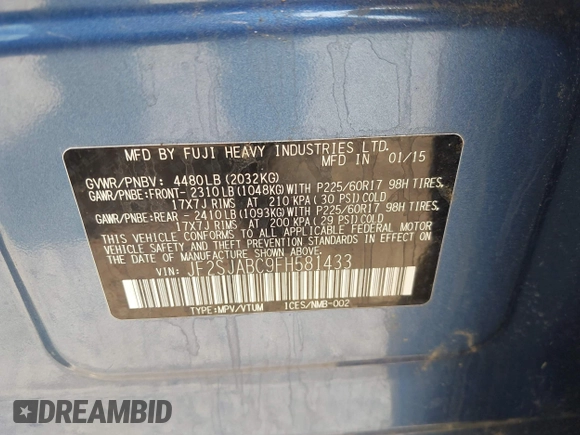 MFD BY FUJI HEAVY INDUSTRIES LTD.
MFD IN 01/15
GVWR/PNBV: 4480LB(2032KG)
GAWR/PNBE:FRONT- 2310LB(1048KG)WITH P225/60R17 98H TIRES,
17X7J RIMS AT 210 KPA(30 PSI)COLD
GAWR/PNBE:REAR -2410LB(1093KG)WITH P225/60R17 98H TIRES,
17X7J RIMS AT 200 KPA(29 PSI)COLD
THIS VEHICLE CONFORMS TO ALL APPLICABLE FEDERAL MOTOR
VEHICLE SAFETY AND THEFT PREVENTION STANDARDS IN EFFECT ON
THE DATE OF MANUFACTURE SHOWN ABOVE.
VIN: JF2SJABC9FH581433
TYPE:MPV/VTUM ICES/NMB-002
DREAMBID